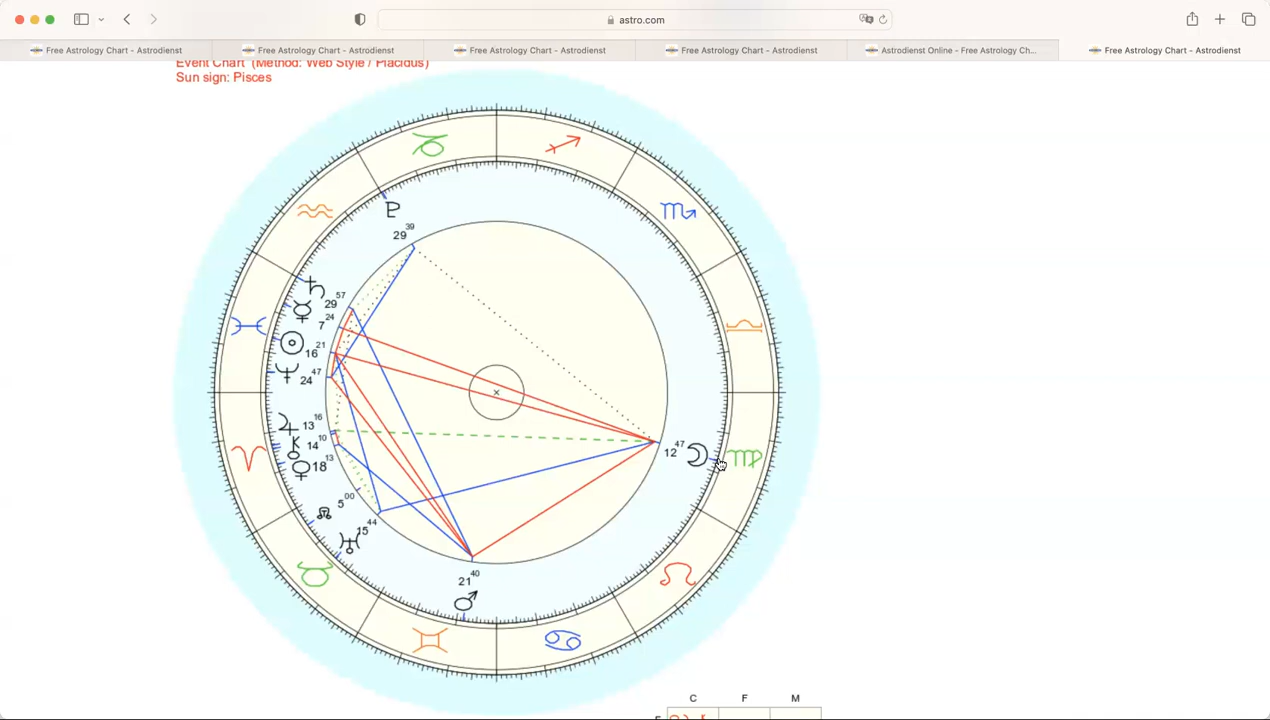 astro.com
Free Astrology Chart - Astrodienst
Free Astrology Chart - Astrodienst
Free Astrology Chart - Astrodienst
Free Astrology Chart - Astrodienst
Astrodienst Online - Free Astrology Ch...
Free Astrology Chart - Astrodienst
Event Chart (Method: Web Style / Placidus)
Sun sign: Pisces
29 39
29 57
7 24
16 21
24 47
13 16
14 10
18 13
5 00
15 44
21 40
12 47
C F M
F